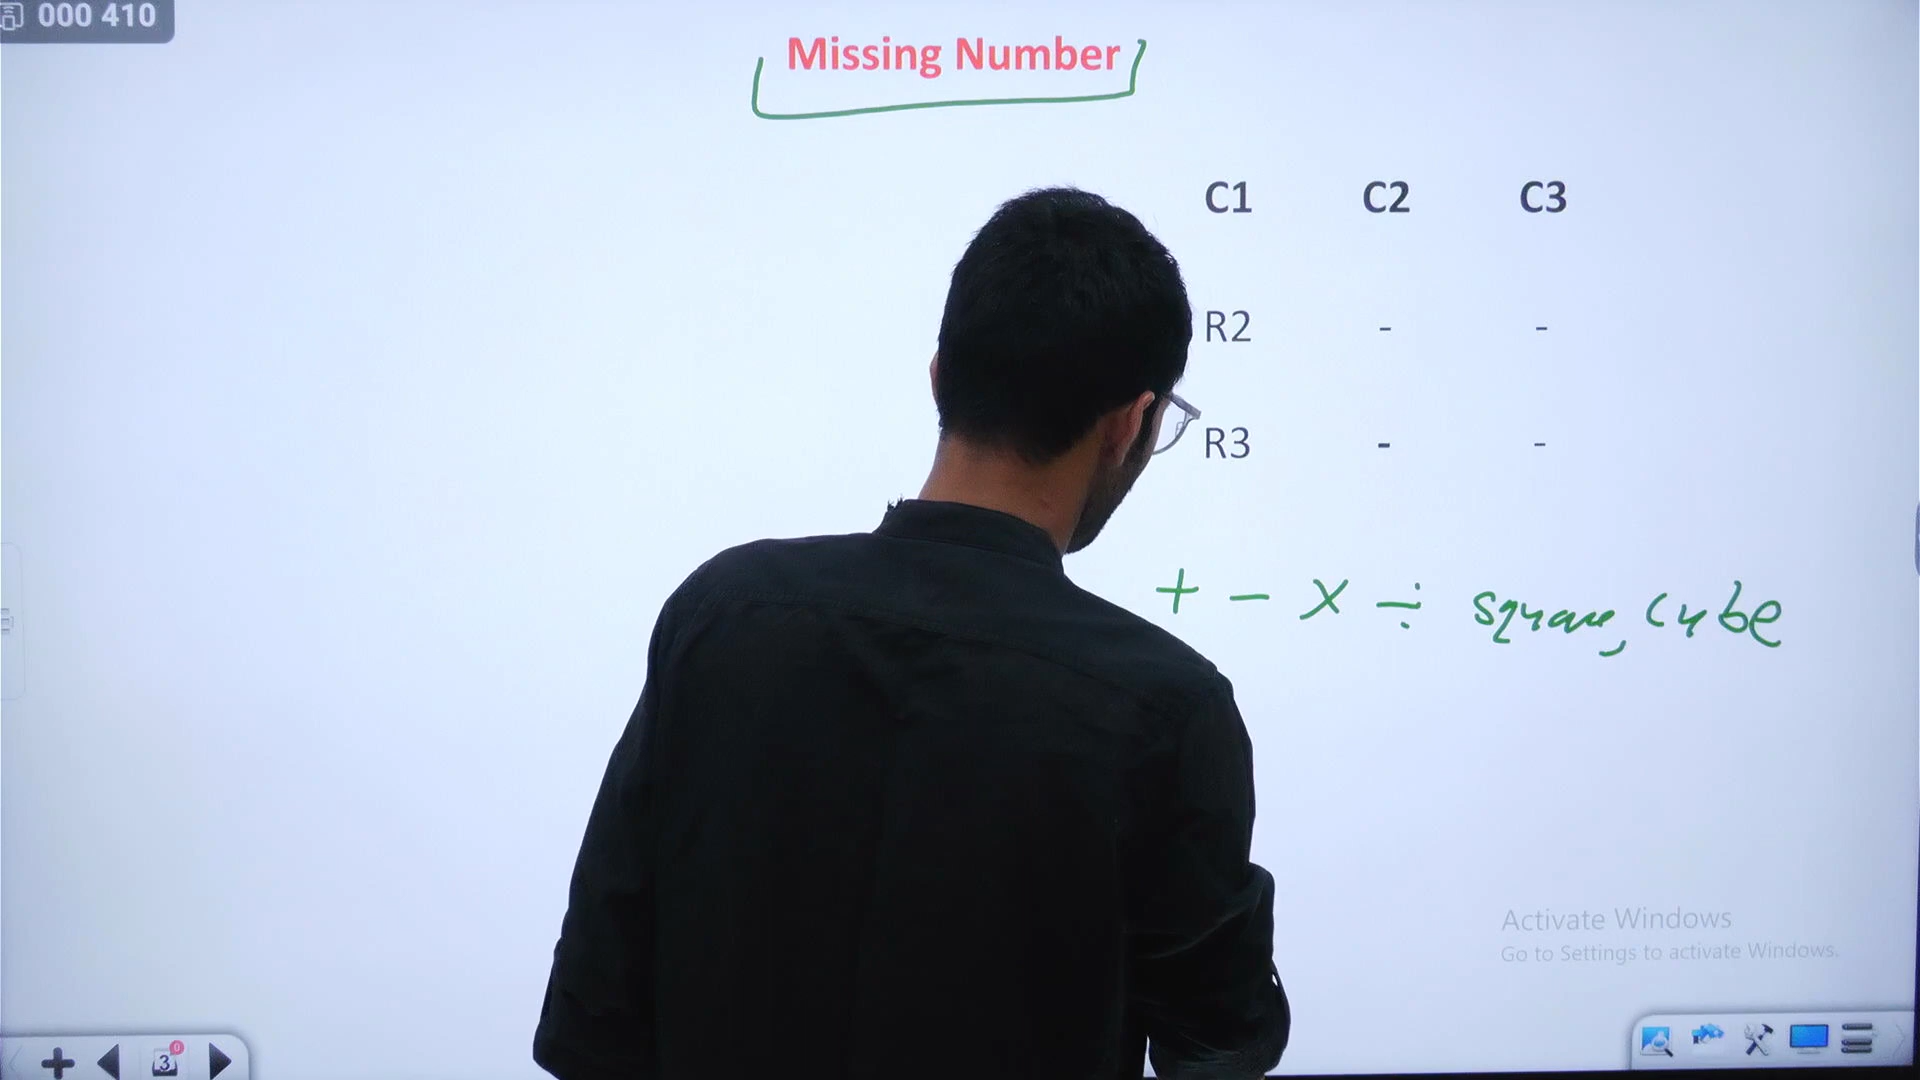 000 410
Missing Number
C1 C2 C3
R2 - -
R3 - -
+ - × ÷ square, cube
Activate Windows
Go to Settings to activate Windows.
3
0